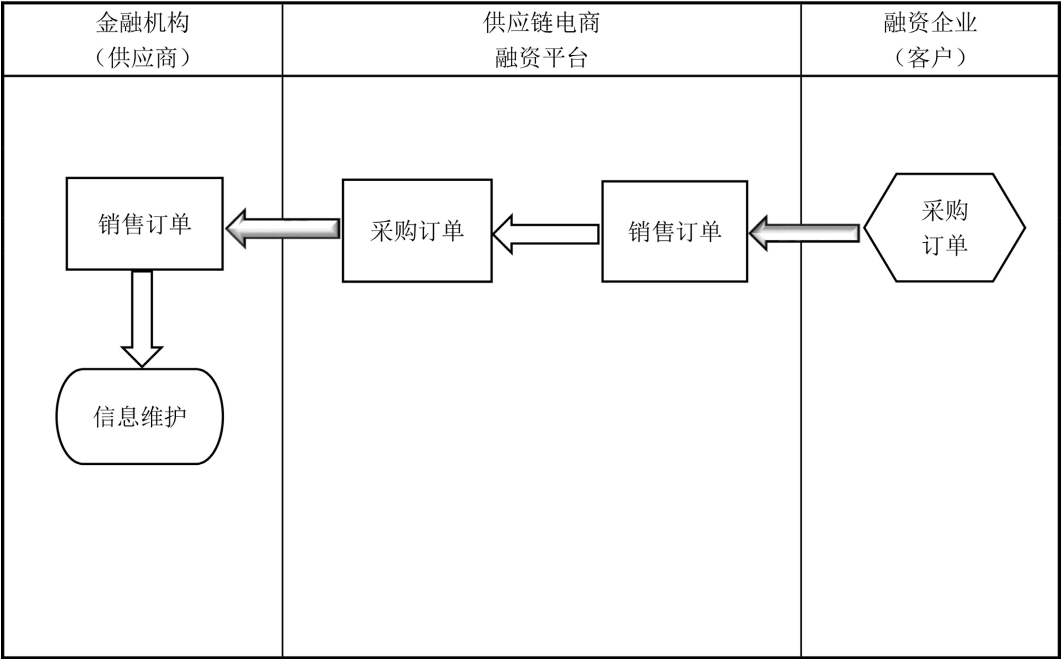 金融机构
（供应商）
供应链电商
融资平台
融资企业
（客户）
销售订单
采购订单
销售订单
采购
订单
信息维护